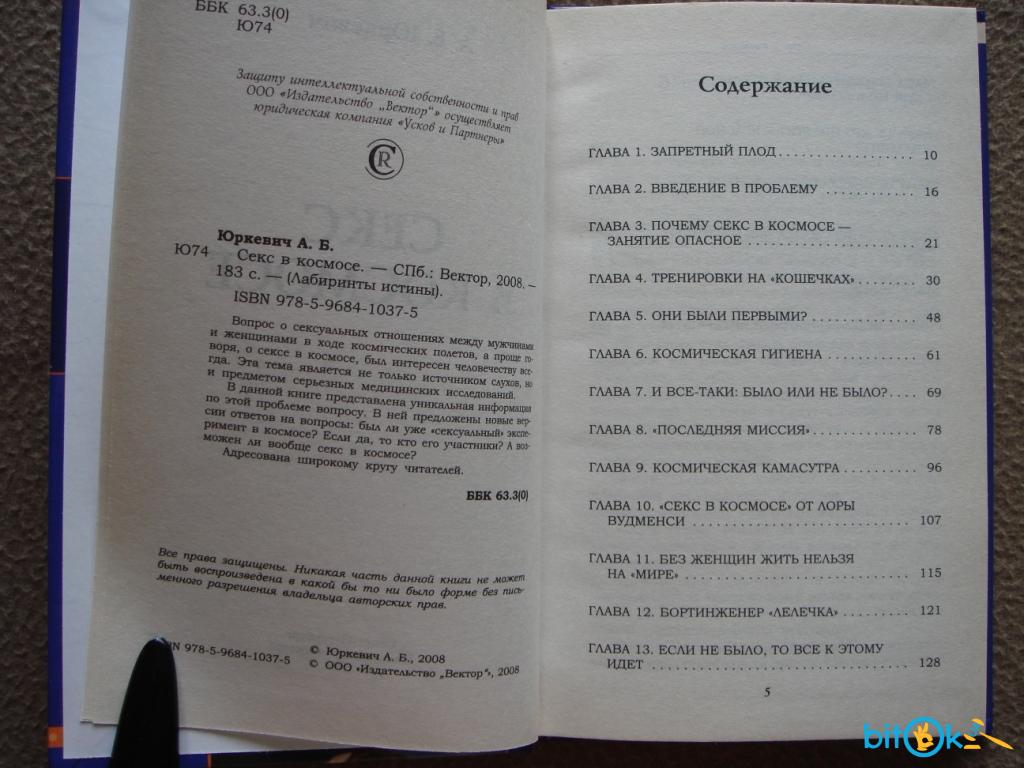 ББК 63.3(0)
Ю74
Защиту интеллектуальной собственности и прав
ООО «Издательство „Вектор“» осуществляет
юридическая компания «Усков и Партнеры»
CR
Юркевич А. Б.
Ю74 Секс в космосе. — СПб.: Вектор, 2008. –
183 с. — (Лабиринты истины).
ISBN 978-5-9684-1037-5
Вопрос о сексуальных отношениях между мужчинами
и женщинами в ходе космических полетов, а проще го-
воря, о сексе в космосе, был интересен человечеству все-
гда. Эта тема является не только источником слухов, но
и предметом серьезных медицинских исследований.
В данной книге представлена уникальная информация
по этой проблеме вопросу. В ней предложены новые вер-
сии ответов на вопросы: был ли уже «сексуальный» экспе-
римент в космосе? Если да, то кто его участники? А воз-
можен ли вообще секс в космосе?
Адресована широкому кругу читателей.
ББК 63.3(0)
Все права защищены. Никакая часть данной книги не может
быть воспроизведена в какой бы то ни было форме без пись-
менного разрешения владельца авторских прав.
978-5-9684-1037-5
© Юркевич А. Б., 2008
© ООО «Издательство „Вектор“», 2008
Содержание
ГЛАВА 1. ЗАПРЕТНЫЙ ПЛОД . . . . . . . . . . . . . . . . . . 10
ГЛАВА 2. ВВЕДЕНИЕ В ПРОБЛЕМУ . . . . . . . . . . . . 16
ГЛАВА 3. ПОЧЕМУ СЕКС В КОСМОСЕ —
ЗАНЯТИЕ ОПАСНОЕ . . . . . . . . . . . . . . . . . . . . . . 21
ГЛАВА 4. ТРЕНИРОВКИ НА «КОШЕЧКАХ» . . . . . . . . 30
ГЛАВА 5. ОНИ БЫЛИ ПЕРВЫМИ? . . . . . . . . . . . . . . 48
ГЛАВА 6. КОСМИЧЕСКАЯ ГИГИЕНА . . . . . . . . . . . . 61
ГЛАВА 7. И ВСЕ-ТАКИ: БЫЛО ИЛИ НЕ БЫЛО? . . . . 69
ГЛАВА 8. «ПОСЛЕДНЯЯ МИССИЯ» . . . . . . . . . . . . . . 78
ГЛАВА 9. КОСМИЧЕСКАЯ КАМАСУТРА . . . . . . . . . . 96
ГЛАВА 10. «СЕКС В КОСМОСЕ» ОТ ЛОРЫ
ВУДМЕНСИ . . . . . . . . . . . . . . . . . . . . . . . . . . . . 107
ГЛАВА 11. БЕЗ ЖЕНЩИН ЖИТЬ НЕЛЬЗЯ
НА «МИРЕ» . . . . . . . . . . . . . . . . . . . . . . . . . . . . 115
ГЛАВА 12. БОРТИНЖЕНЕР «ЛЕЛЕЧКА» . . . . . . . . . 121
ГЛАВА 13. ЕСЛИ НЕ БЫЛО, ТО ВСЕ К ЭТОМУ
ИДЕТ . . . . . . . . . . . . . . . . . . . . . . . . . . . . . . . . . 128
5
bitOk